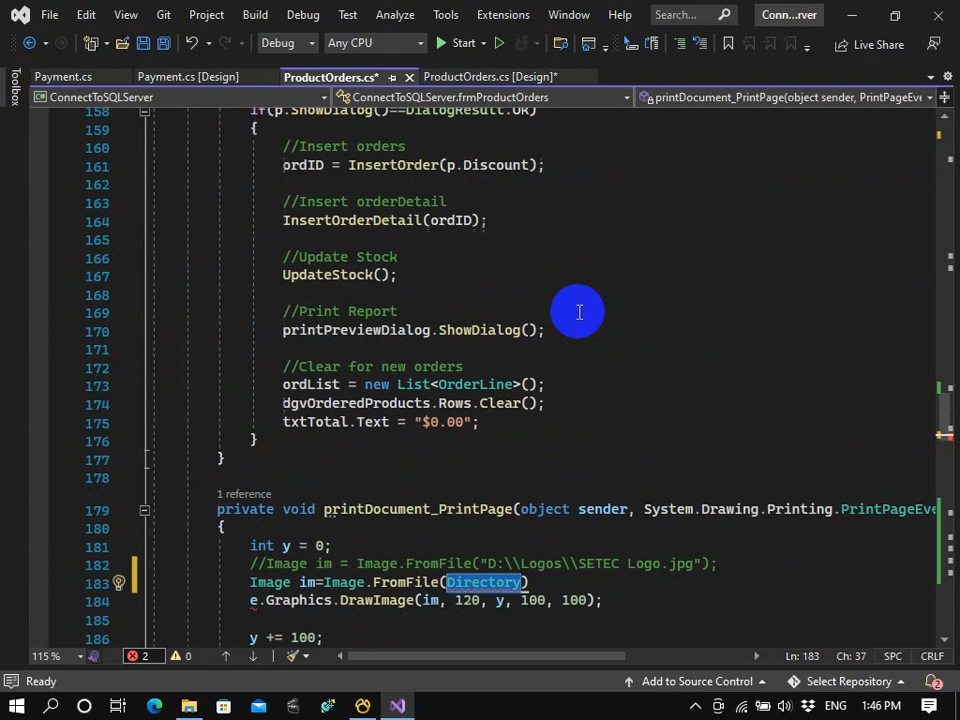 File Edit View Git Project Build Debug Test Analyze Tools Extensions Window Help Search... Conn...rver
Debug Any CPU Start Live Share
Payment.cs Payment.cs [Design] ProductOrders.cs* ProductOrders.cs [Design]*
Toolbox
ConnectToSQLServer ConnectToSQLServer.frmProductOrders printDocument_PrintPage(object sender, PrintPageEve
158 if(p.ShowDialog()==DialogResult.OK)
159 {
160 //Insert orders
161 ordID = InsertOrder(p.Discount);
162
163 //Insert orderDetail
164 InsertOrderDetail(ordID);
165
166 //Update Stock
167 UpdateStock();
168
169 //Print Report
170 printPreviewDialog.ShowDialog();
171
172 //Clear for new orders
173 ordList = new List<OrderLine>();
174 dgvOrderedProducts.Rows.Clear();
175 txtTotal.Text = "$0.00";
176 }
177 }
178
1 reference
179 private void printDocument_PrintPage(object sender, System.Drawing.Printing.PrintPageEve
180 {
181 int y = 0;
182 //Image im = Image.FromFile("D:\\Logos\\SETEC Logo.jpg");
183 Image im=Image.FromFile(Directory)
184 e.Graphics.DrawImage(im, 120, y, 100, 100);
185
186 y += 100;
115 % 2 0 Ln: 183 Ch: 37 SPC CRLF
Ready Add to Source Control Select Repository 2
ENG 1:46 PM